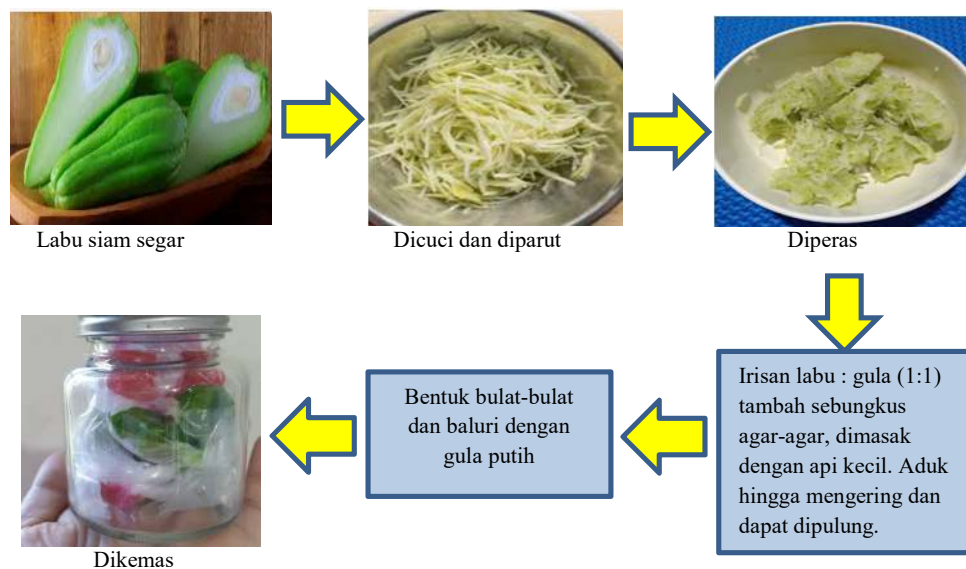 Labu siam segar
Dicuci dan diparut
Diperas
Irisan labu : gula (1:1)
tambah sebungkus
agar-agar, dimasak
dengan api kecil. Aduk
hingga mengering dan
dapat dipulung.
Bentuk bulat-bulat
dan baluri dengan
gula putih
Dikemas